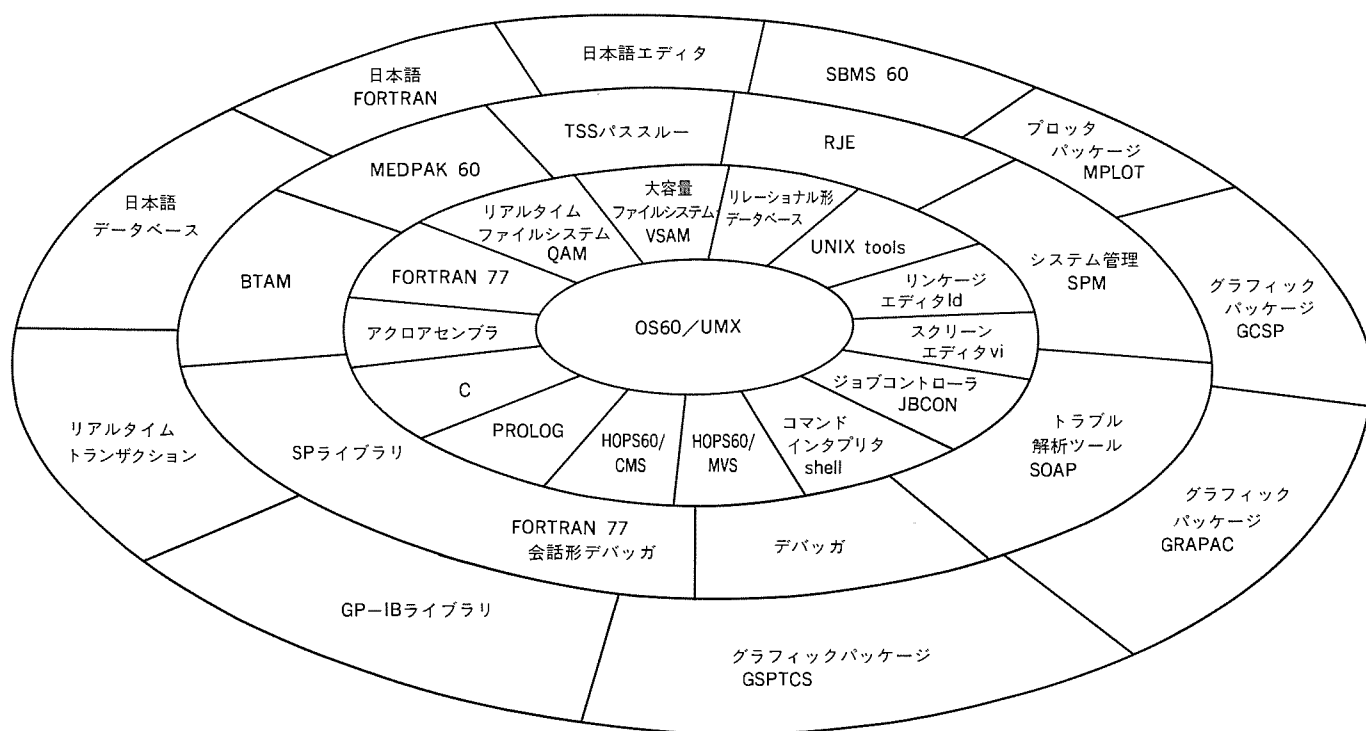 日本語エディタ
SBMS 60
日本語
FORTRAN
プロッタ
パッケージ
MPLOT
日本語
データベース
グラフィック
パッケージ
GCSP
リアルタイム
トランザクション
グラフィック
パッケージ
GRAPAC
GP-IBライブラリ
グラフィックパッケージ
GSPTCS
TSSパススルー
RJE
MEDPAK 60
システム管理
SPM
BTAM
トラブル
解析ツール
SOAP
SPライブラリ
FORTRAN 77
会話形デバッガ
デバッガ
リアルタイム
ファイルシステム
QAM
大容量
ファイルシステム
VSAM
リレーショナル形
データベース
UNIX tools
FORTRAN 77
リンケージ
エディタld
アクロアセンブラ
スクリーン
エディタvi
C
ジョブコントローラ
JBCON
PROLOG
HOPS60/
CMS
HOPS60/
MVS
コマンド
インタプリタ
shell
OS60/UMX